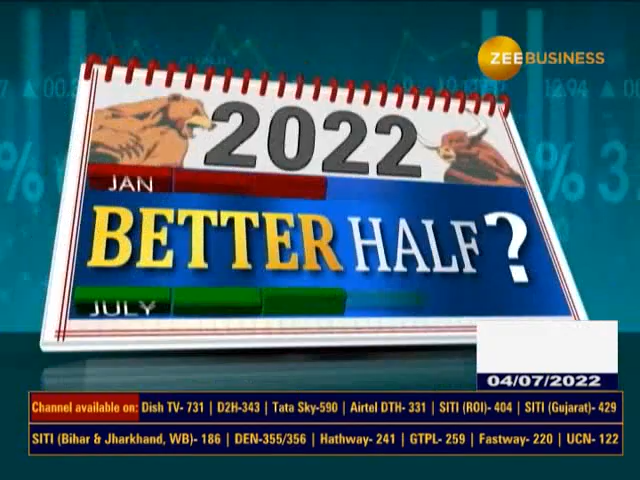 ZEEBUSINESS
2022
JAN
BETTER HALF?
JULY
04/07/2022
Channel available on: Dish TV- 731 | D2H-343 | Tata Sky-590 | Airtel DTH- 331 | SITI (ROI)- 404 | SITI (Gujarat)- 429
SITI (Bihar & Jharkhand, WB)- 186 | DEN-355/356 | Hathway- 241 | GTPL- 259 | Fastway- 220 | UCN- 122